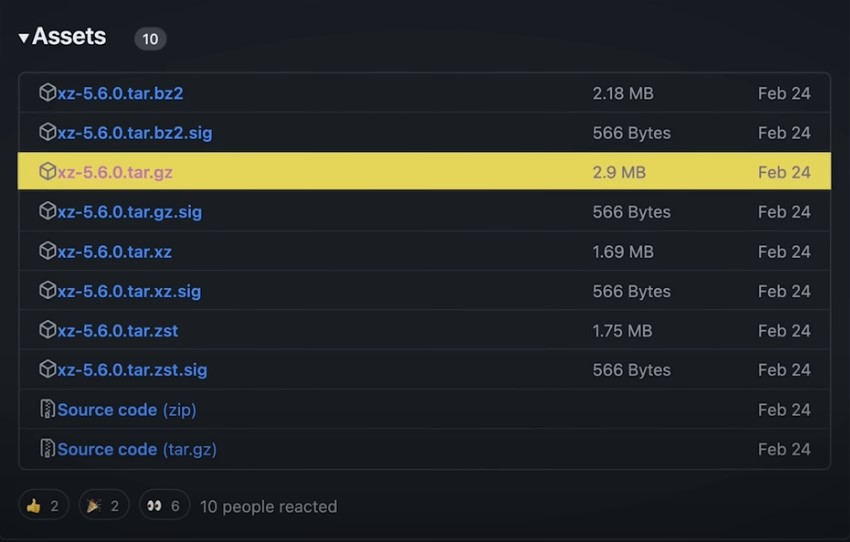 ▾Assets 10
xz-5.6.0.tar.bz2 2.18 MB Feb 24
xz-5.6.0.tar.bz2.sig 566 Bytes Feb 24
xz-5.6.0.tar.gz 2.9 MB Feb 24
xz-5.6.0.tar.gz.sig 566 Bytes Feb 24
xz-5.6.0.tar.xz 1.69 MB Feb 24
xz-5.6.0.tar.xz.sig 566 Bytes Feb 24
xz-5.6.0.tar.zst 1.75 MB Feb 24
xz-5.6.0.tar.zst.sig 566 Bytes Feb 24
Source code (zip) Feb 24
Source code (tar.gz) Feb 24
👍 2 🎉 2 👀 6 10 people reacted